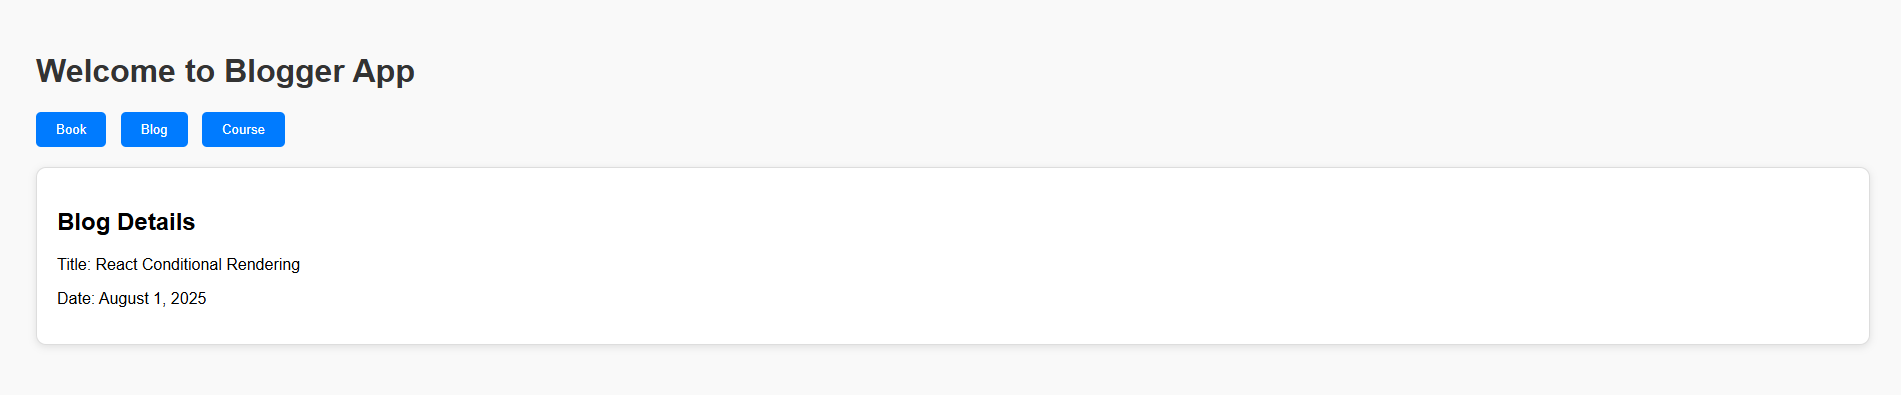 Welcome to Blogger App
Book Blog Course
Blog Details
Title: React Conditional Rendering
Date: August 1, 2025